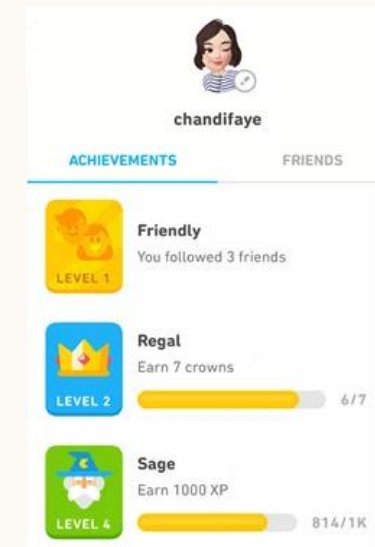 chandifaye
ACHIEVEMENTS FRIENDS
Friendly
You followed 3 friends
LEVEL 1
Regal
Earn 7 crowns
LEVEL 2 6/7
Sage
Earn 1000 XP
LEVEL 4 814/1K